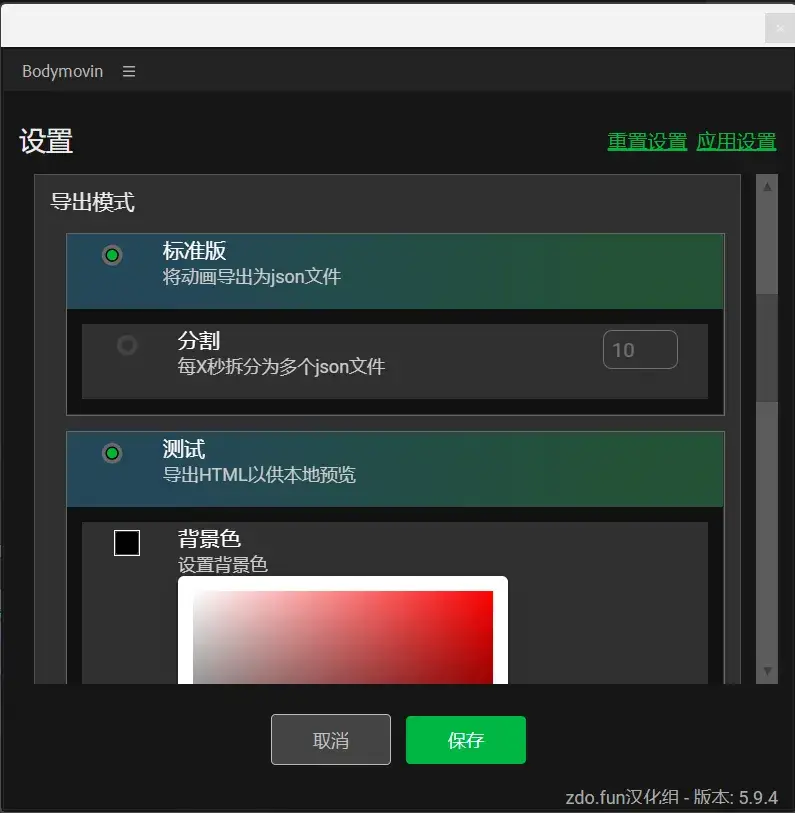 Bodymovin ☰
设置
重置设置 应用设置
导出模式
标准版
将动画导出为json文件
分割
每X秒拆分为多个json文件
10
测试
导出HTML以供本地预览
背景色
设置背景色
取消 保存
zdo.fun汉化组 - 版本: 5.9.4